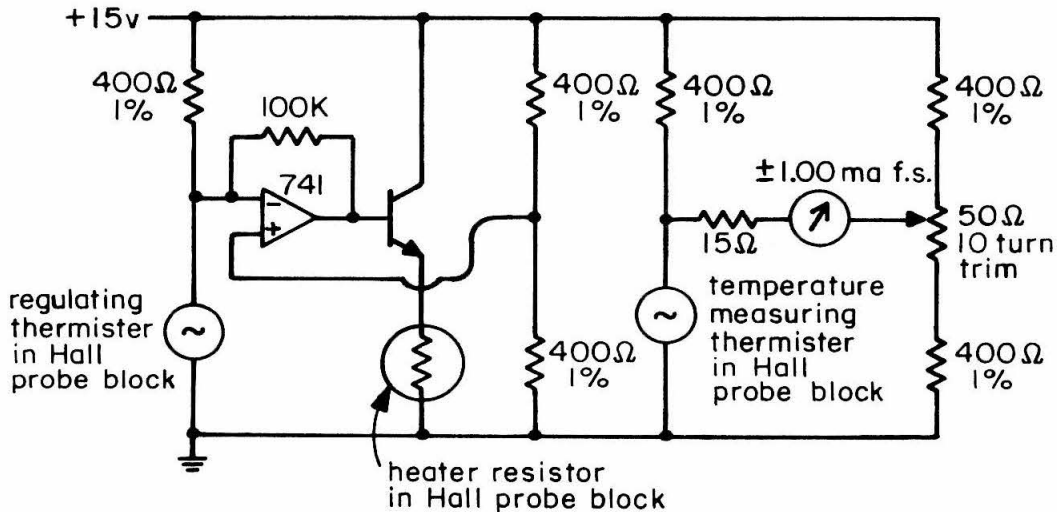 +15v
400Ω
1%
100K
741
-
+
400Ω
1%
400Ω
1%
400Ω
1%
±1.00 ma f.s.
15Ω
50Ω
10 turn
trim
regulating
thermister
in Hall
probe block
~
400Ω
1%
~
temperature
measuring
thermister
in Hall
probe block
400Ω
1%
heater resistor
in Hall probe block